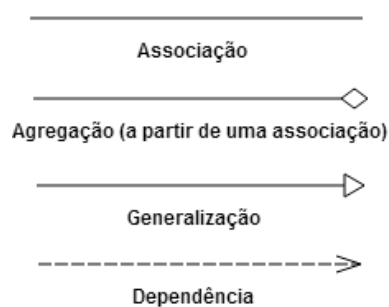 Associação
Agregação (a partir de uma associação)
Generalização
Dependência